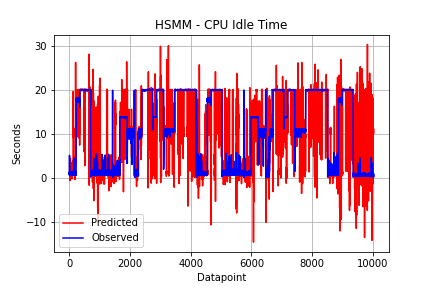 HSMM - CPU Idle Time
30
20
10
0
−10
Seconds
Predicted
Observed
0
2000
4000
6000
8000
10000
Datapoint